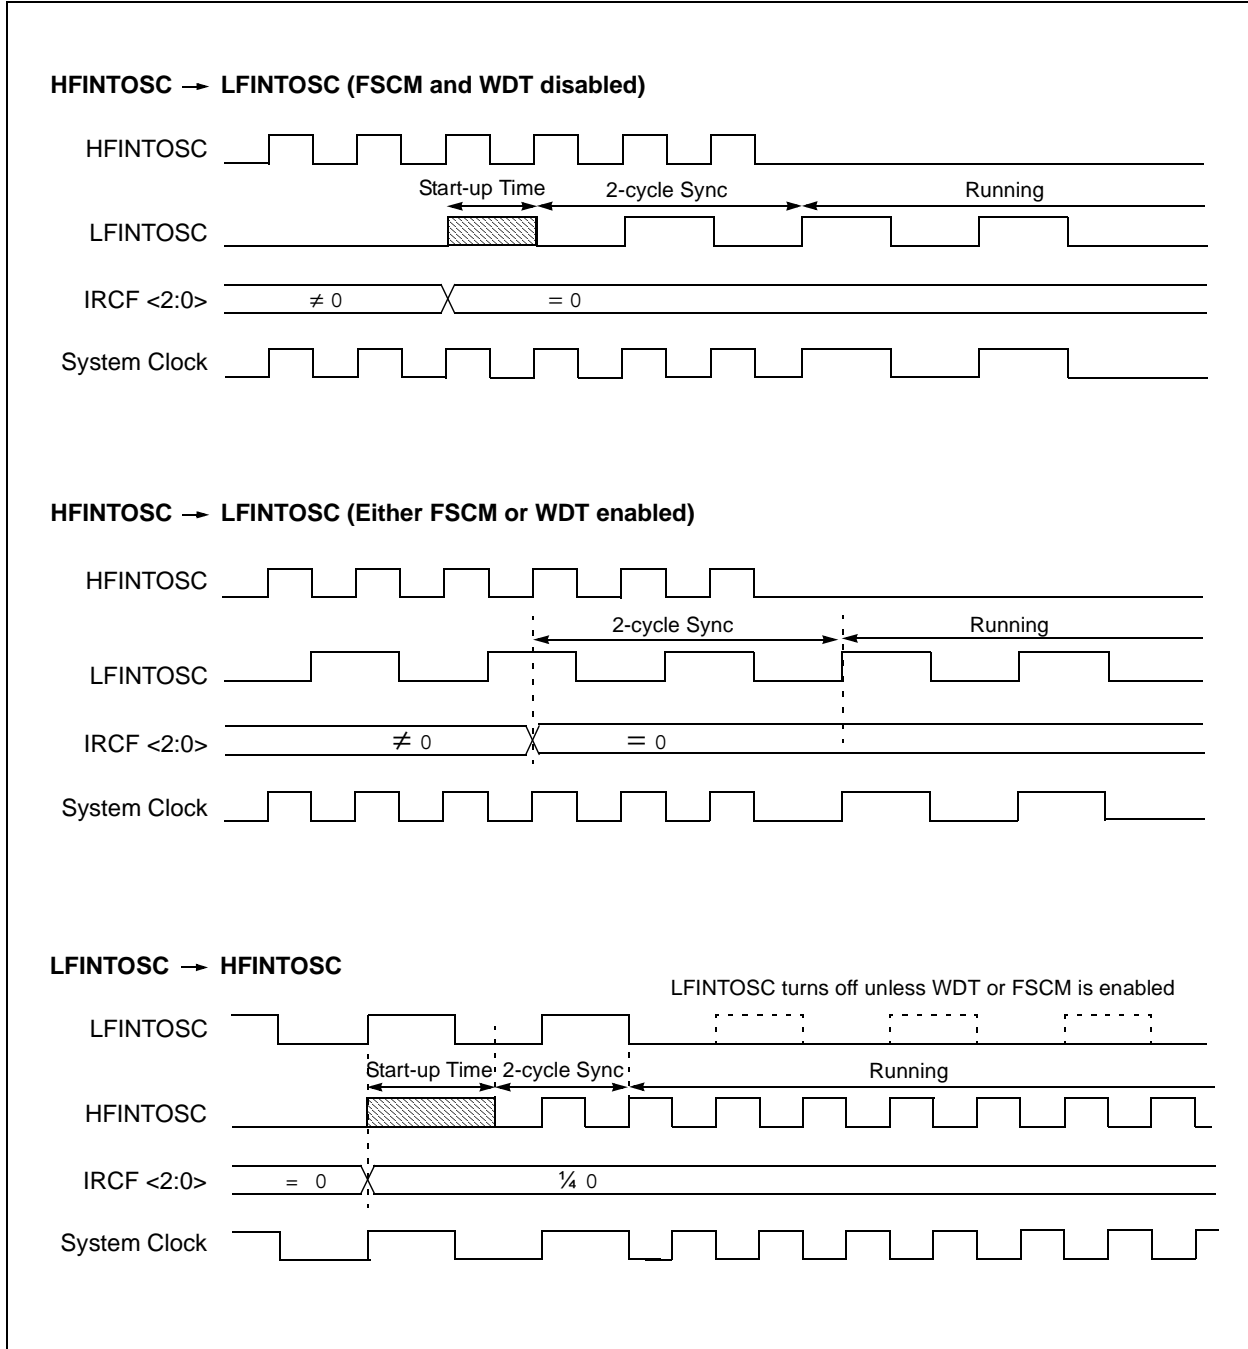 HFINTOSC → LFINTOSC (FSCM and WDT disabled)
HFINTOSC
Start-up Time 2-cycle Sync Running
LFINTOSC
IRCF <2:0> ≠ 0 = 0
System Clock
HFINTOSC → LFINTOSC (Either FSCM or WDT enabled)
HFINTOSC
2-cycle Sync Running
LFINTOSC
IRCF <2:0> ≠ 0 = 0
System Clock
LFINTOSC → HFINTOSC
LFINTOSC turns off unless WDT or FSCM is enabled
LFINTOSC
Start-up Time 2-cycle Sync Running
HFINTOSC
IRCF <2:0> = 0 ¼ 0
System Clock